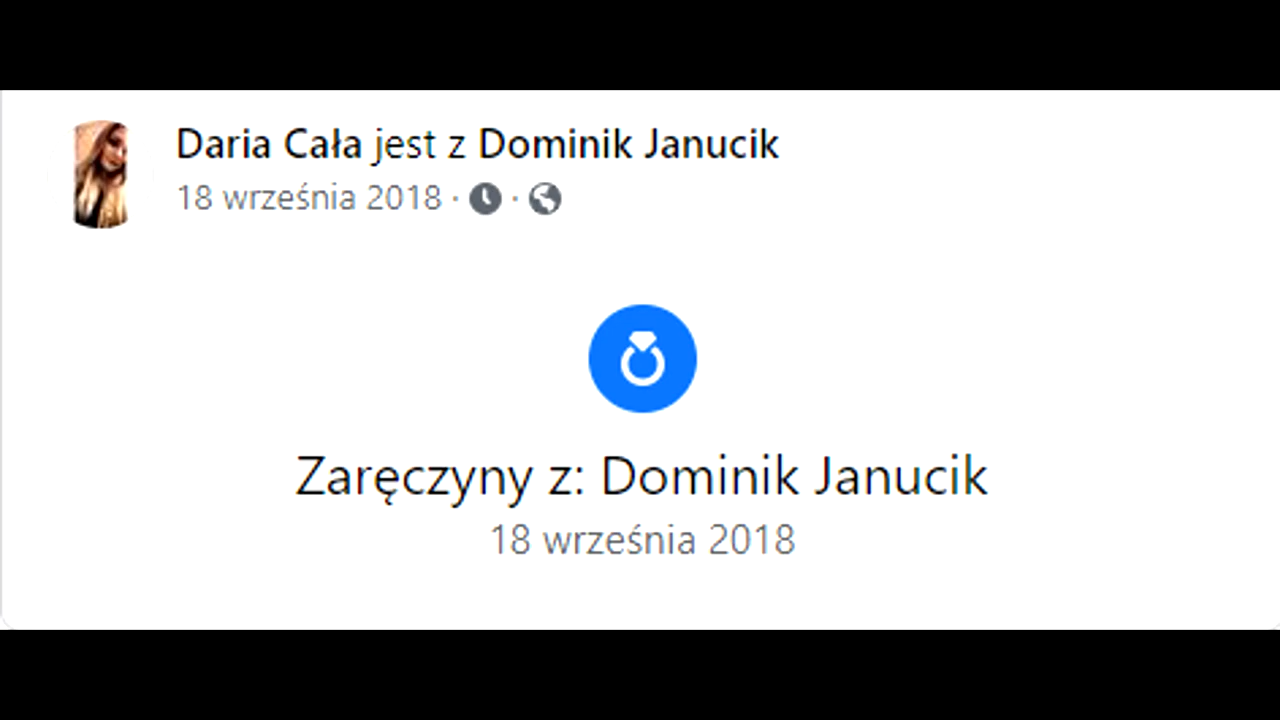 Daria Cała jest z Dominik Janucik
18 września 2018 · ·
Zaręczyny z: Dominik Janucik
18 września 2018